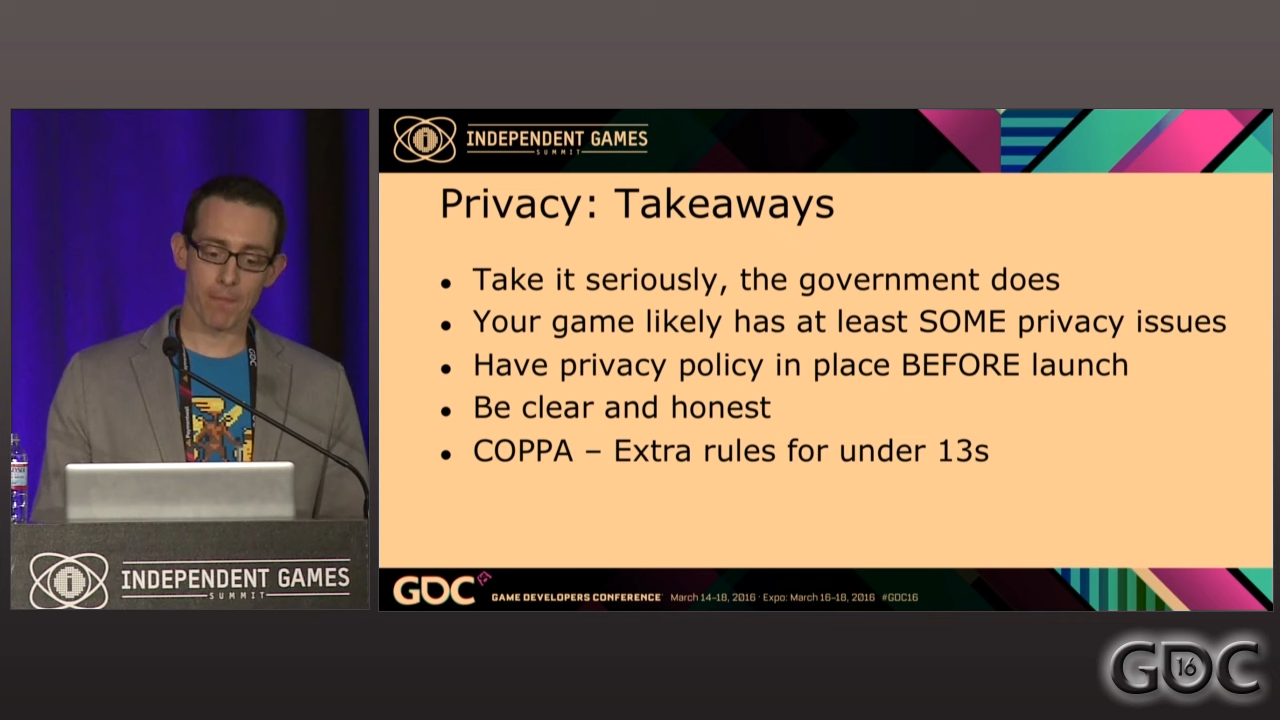 INDEPENDENT GAMES
SUMMIT
Privacy: Takeaways
• Take it seriously, the government does
• Your game likely has at least SOME privacy issues
• Have privacy policy in place BEFORE launch
• Be clear and honest
• COPPA – Extra rules for under 13s
GDC
GAME DEVELOPERS CONFERENCE March 14-18, 2016 · Expo: March 16-18, 2016 #GDC16
GDC
INDEPENDENT GAMES
SUMMIT
GDC 16